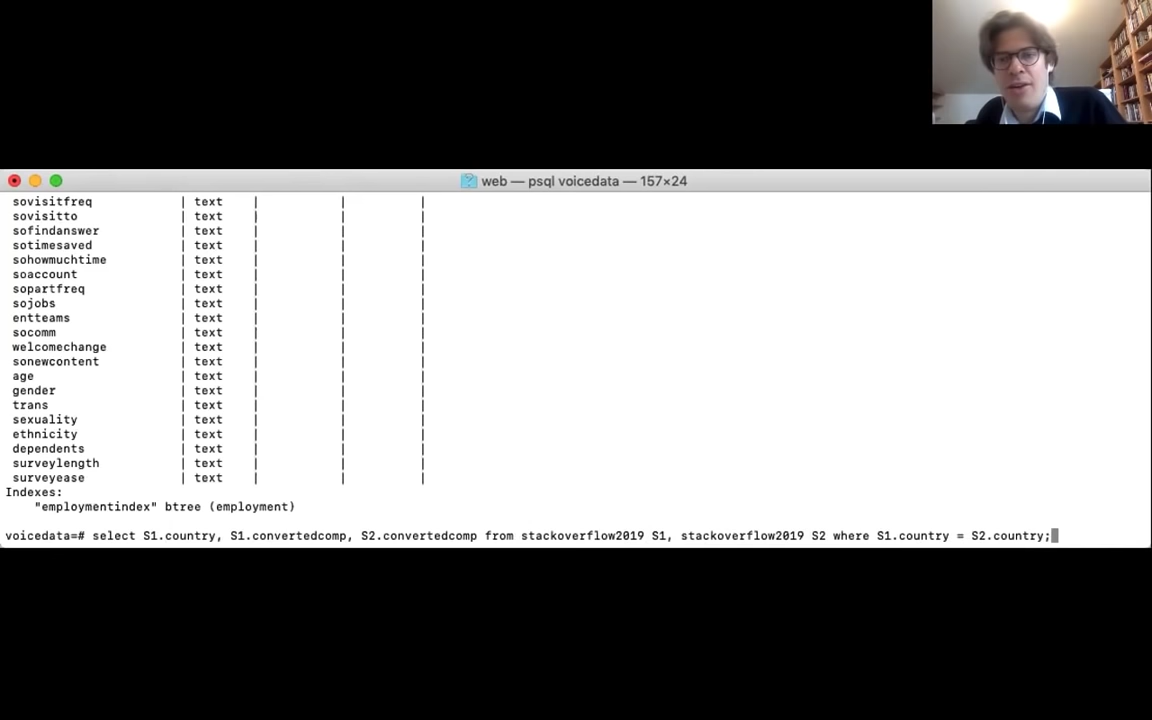 web — psql voicedata — 157×24
sovisitfreq | text | | |
sovisitto | text | | |
sofindanswer | text | | |
sotimesaved | text | | |
sohowmuchtime | text | | |
soaccount | text | | |
sopartfreq | text | | |
sojobs | text | | |
entteams | text | | |
socomm | text | | |
welcomechange | text | | |
sonewcontent | text | | |
age | text | | |
gender | text | | |
trans | text | | |
sexuality | text | | |
ethnicity | text | | |
dependents | text | | |
surveylength | text | | |
surveyease | text | | |
Indexes:
"employmentindex" btree (employment)
voicedata=# select S1.country, S1.convertedcomp, S2.convertedcomp from stackoverflow2019 S1, stackoverflow2019 S2 where S1.country = S2.country;